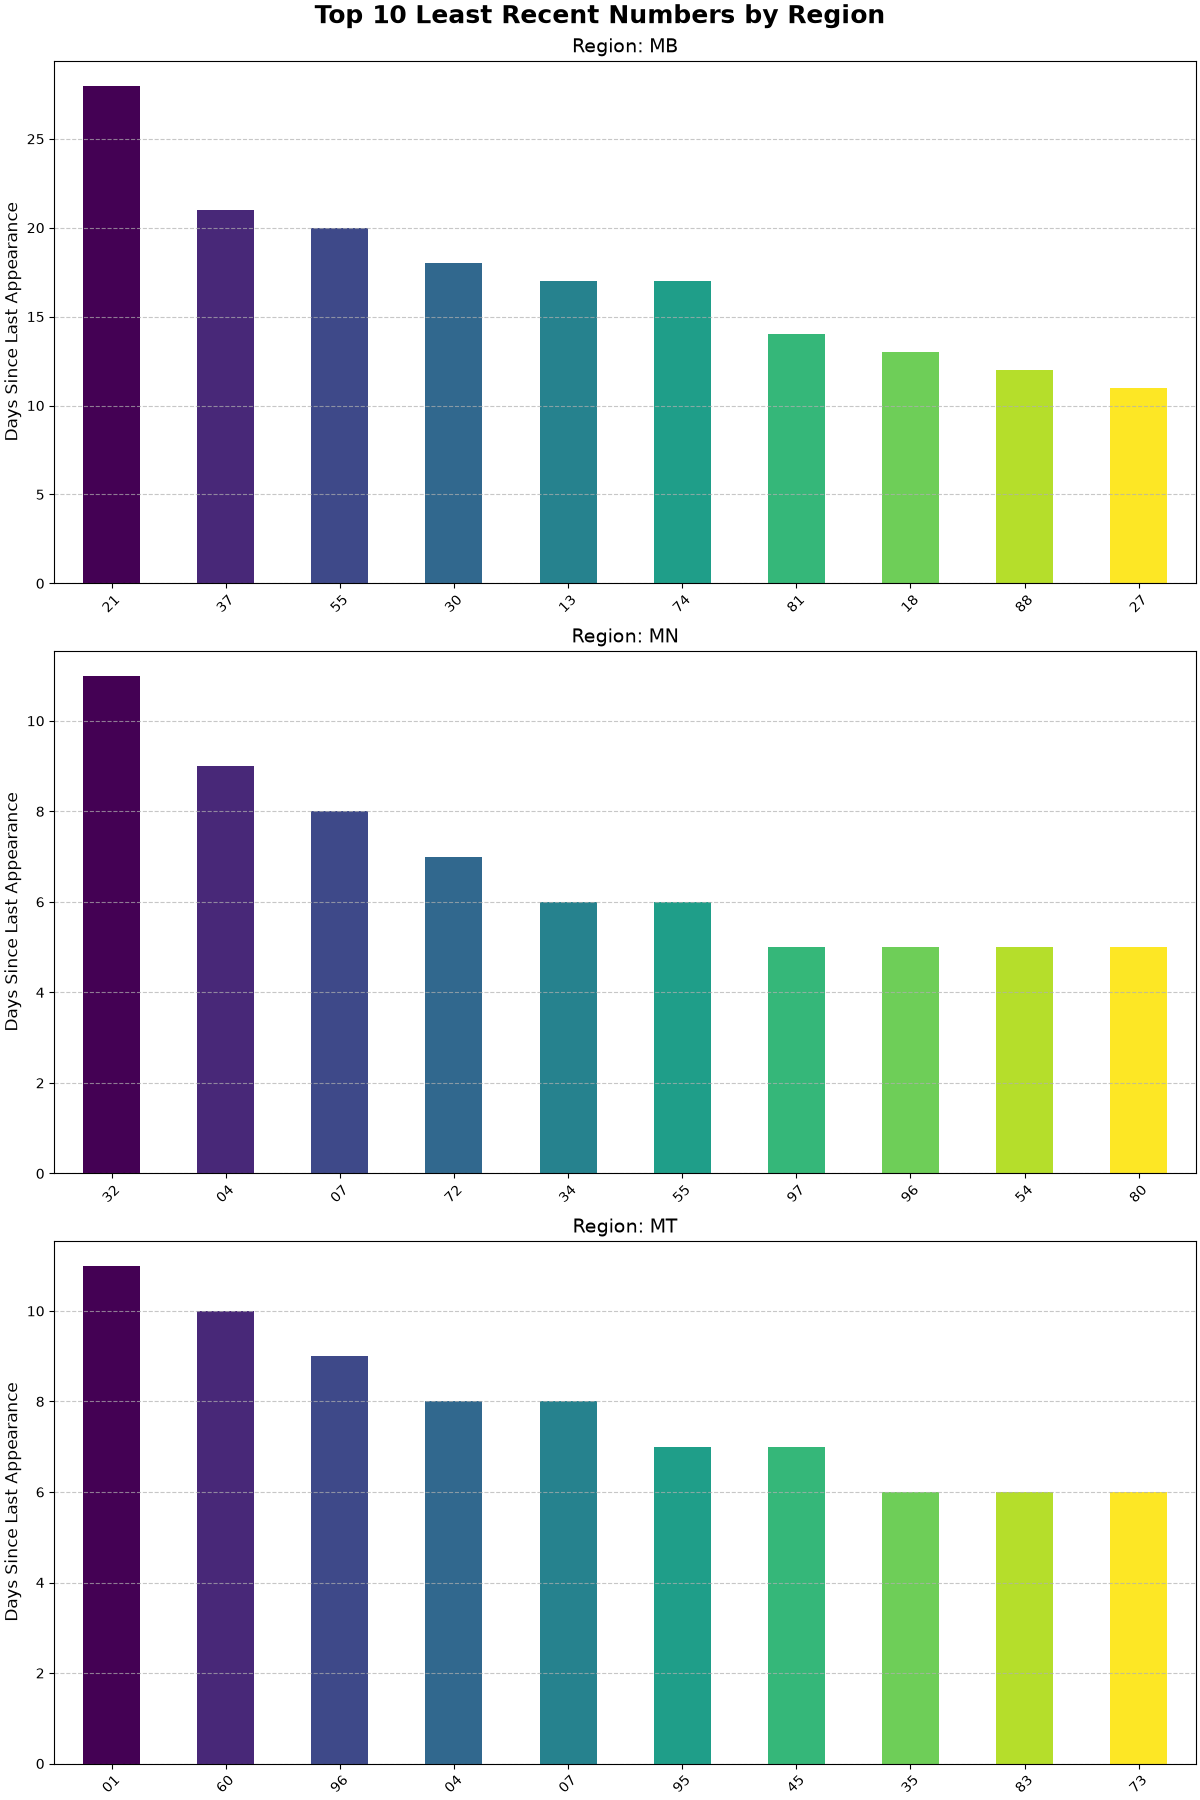 Top 10 Least Recent Numbers by Region
Region: MB
Days Since Last Appearance
25
20
15
10
5
0
21 37 55 30 13 74 81 18 88 27
Region: MN
Days Since Last Appearance
10
8
6
4
2
0
32 04 07 72 34 55 97 96 54 80
Region: MT
Days Since Last Appearance
10
8
6
4
2
0
01 60 96 04 07 95 45 35 83 73